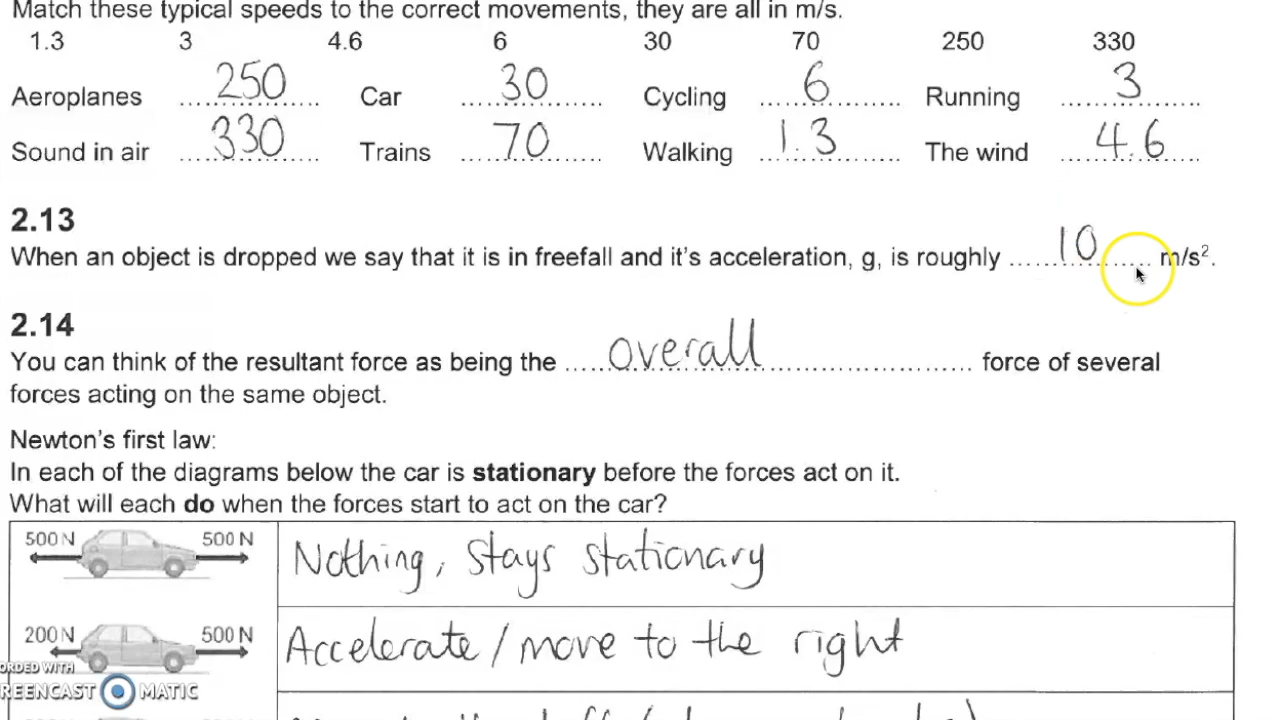 Match these typical speeds to the correct movements, they are all in m/s.
1.3 3 4.6 6 30 70 250 330
Aeroplanes 250 Car 30 Cycling 6 Running 3
Sound in air 330 Trains 70 Walking 1.3 The wind 4.6
2.13
When an object is dropped we say that it is in freefall and it's acceleration, g, is roughly ......10...... m/s².
2.14
You can think of the resultant force as being the .....overall..... force of several
forces acting on the same object.
Newton's first law:
In each of the diagrams below the car is stationary before the forces act on it.
What will each do when the forces start to act on the car?
500 N 500 N Nothing, stays stationary
200 N 500 N Accelerate / move to the right